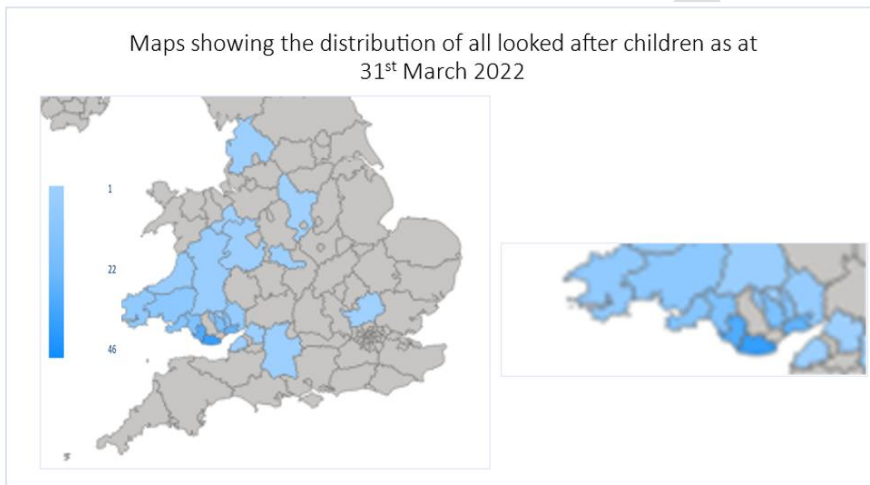 Maps showing the distribution of all looked after children as at
31st March 2022
1
22
46